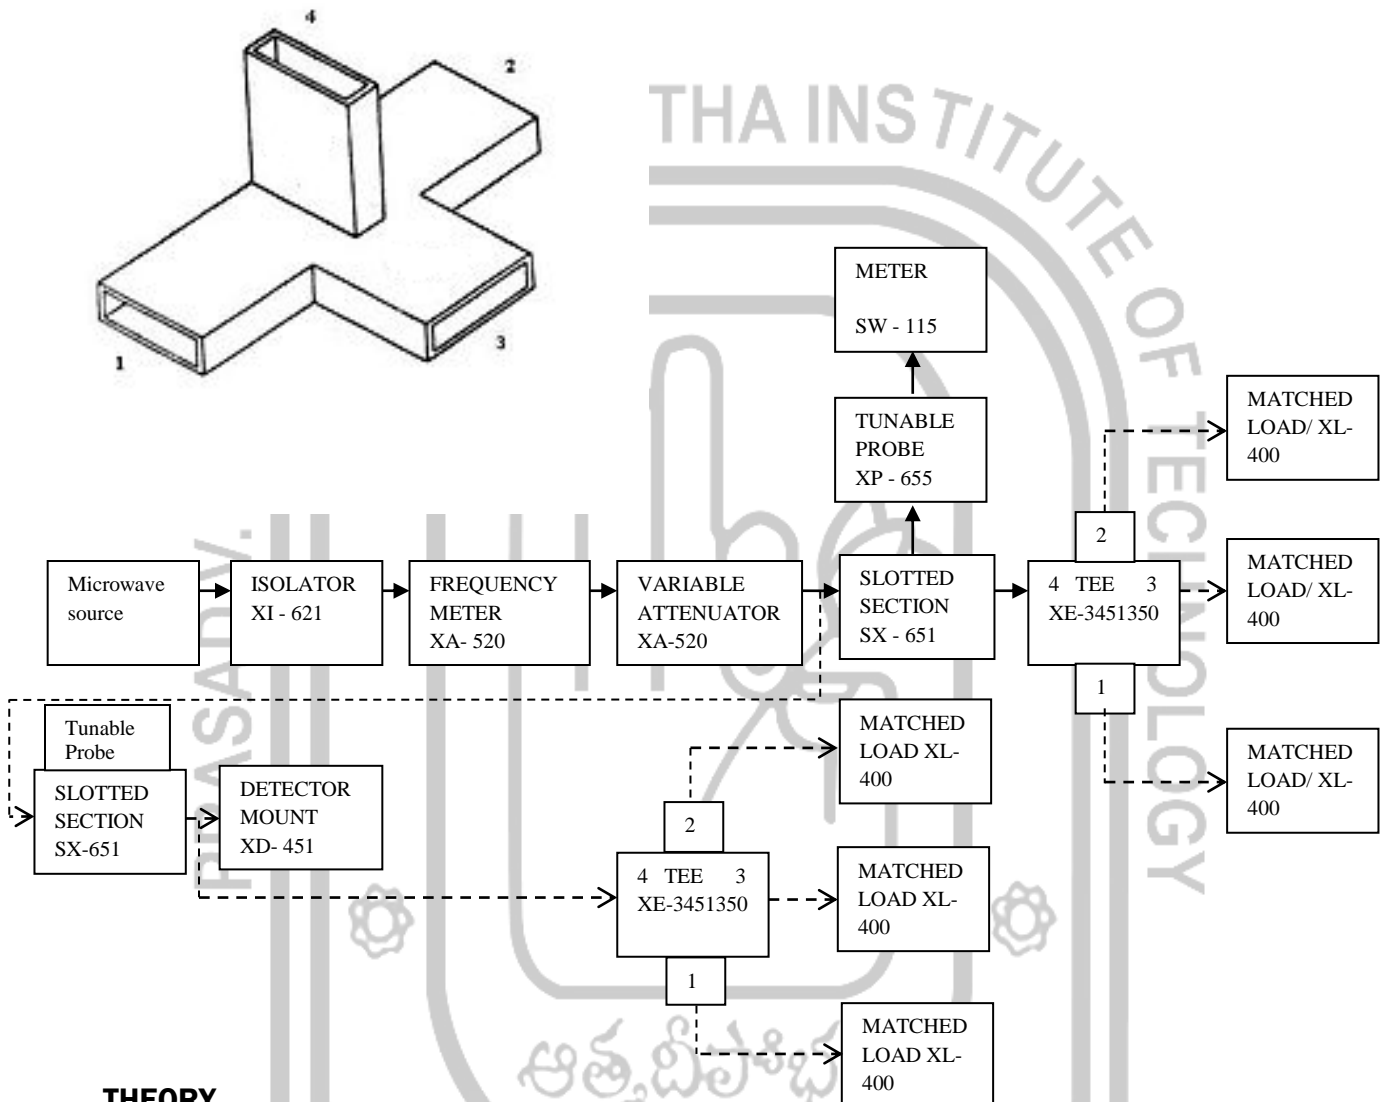 4
2
1
3
THA INSTITUTE OF TECHNOLOGY
PRASAD V.
METER
SW - 115
TUNABLE
PROBE
XP - 655
MATCHED
LOAD/ XL-
400
2
Microwave
source
ISOLATOR
XI - 621
FREQUENCY
METER
XA- 520
VARIABLE
ATTENUATOR
XA-520
SLOTTED
SECTION
SX - 651
4 TEE 3
XE-3451350
MATCHED
LOAD/ XL-
400
1
MATCHED
LOAD/ XL-
400
Tunable
Probe
SLOTTED
SECTION
SX-651
DETECTOR
MOUNT
XD- 451
MATCHED
LOAD XL-
400
2
4 TEE 3
XE-3451350
MATCHED
LOAD XL-
400
1
MATCHED
LOAD XL-
400
THEORY